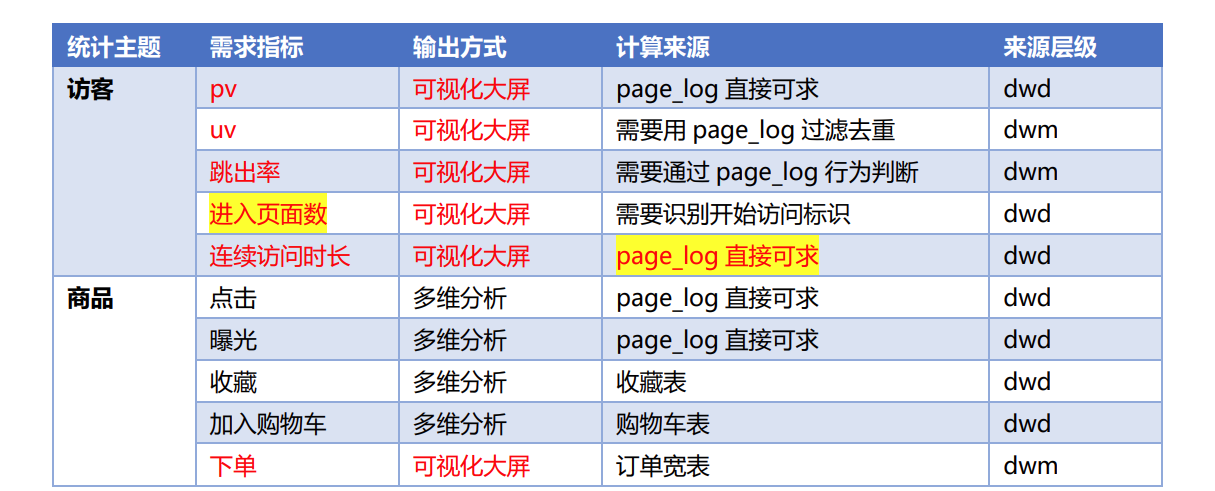 统计主题 需求指标 输出方式 计算来源 来源层级
访客 pv 可视化大屏 page_log 直接可求 dwd
uv 可视化大屏 需要用 page_log 过滤去重 dwm
跳出率 可视化大屏 需要通过 page_log 行为判断 dwm
进入页面数 可视化大屏 需要识别开始访问标识 dwd
连续访问时长 可视化大屏 page_log 直接可求 dwd
商品 点击 多维分析 page_log 直接可求 dwd
曝光 多维分析 page_log 直接可求 dwd
收藏 多维分析 收藏表 dwd
加入购物车 多维分析 购物车表 dwd
下单 可视化大屏 订单宽表 dwm